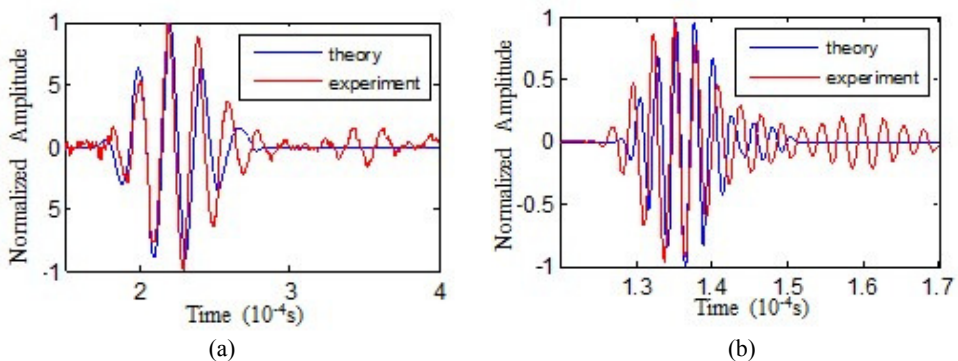 1
5
0
5
-1
Normalized Amplitude
theory
experiment
2
3
4
Time (10-4s)
(a)
1
0.5
0
-0.5
-1
Normalized Amplitude
theory
experiment
1.3
1.4
1.5
1.6
1.7
Time (10-4s)
(b)